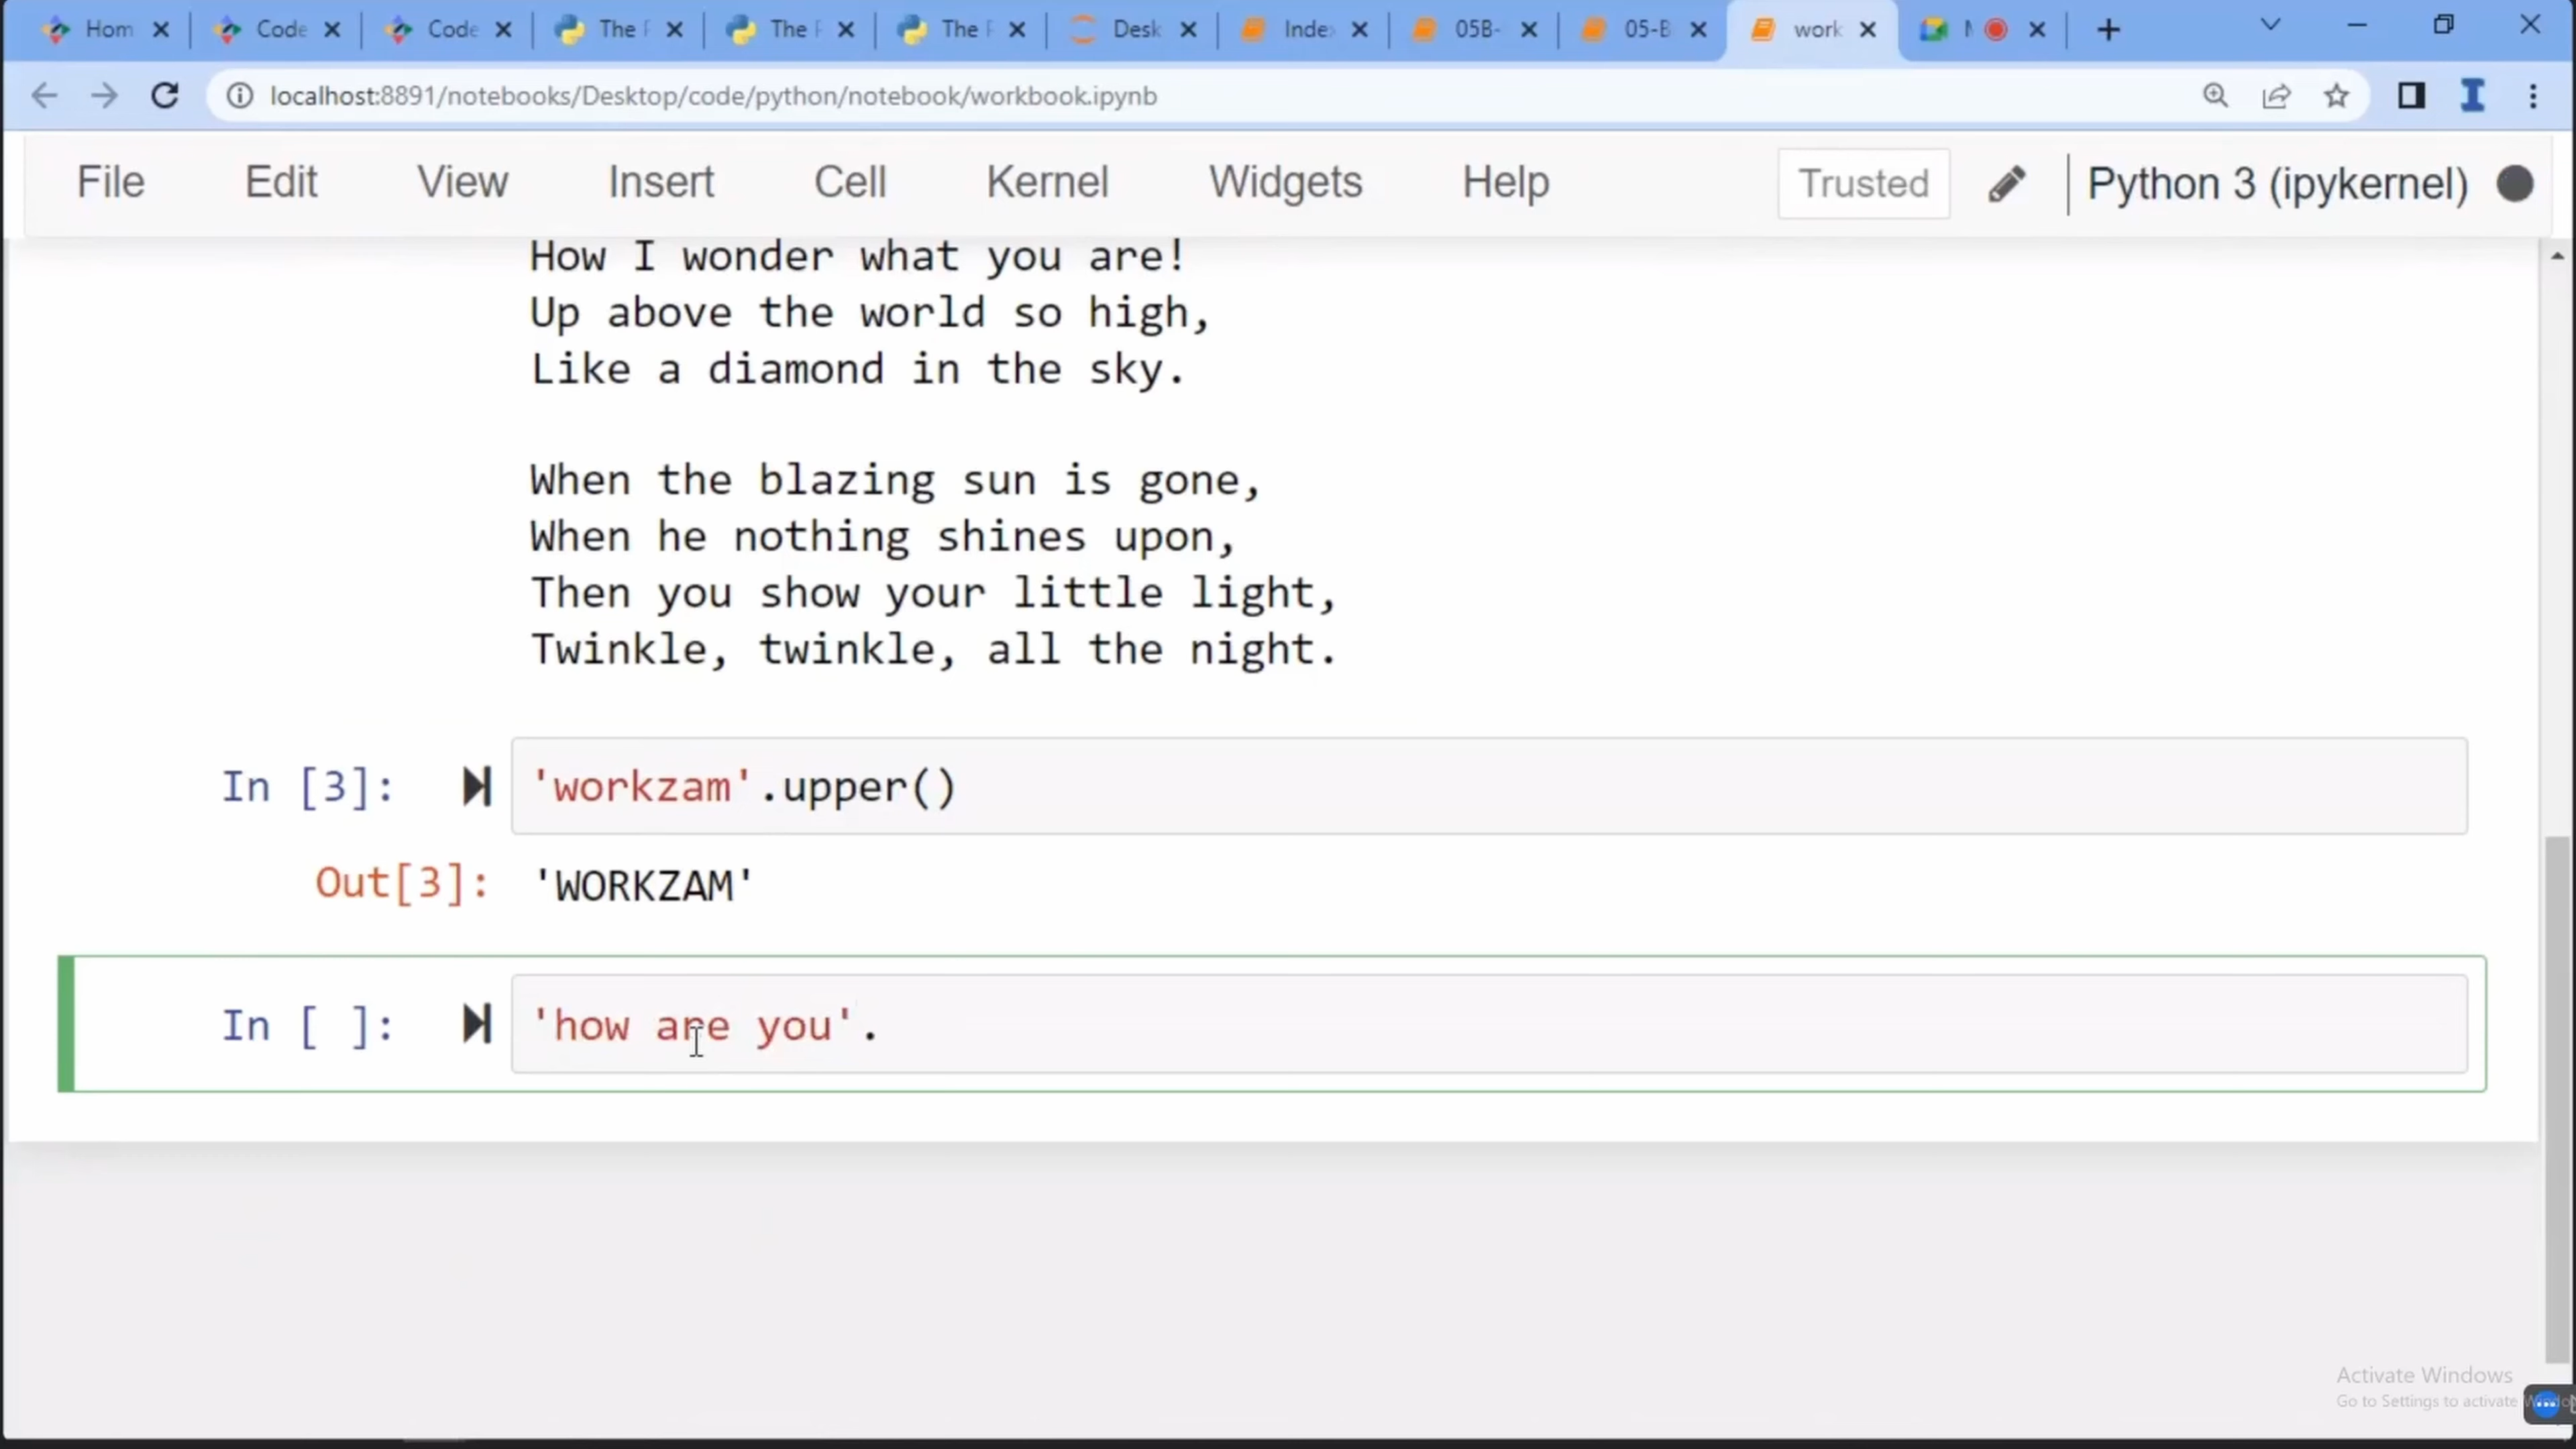 Hom Code Code The The The Desk Inde 05B- 05-B work
localhost:8891/notebooks/Desktop/code/python/notebook/workbook.ipynb
File Edit View Insert Cell Kernel Widgets Help Trusted Python 3 (ipykernel)
How I wonder what you are!
Up above the world so high,
Like a diamond in the sky.
When the blazing sun is gone,
When he nothing shines upon,
Then you show your little light,
Twinkle, twinkle, all the night.
In [3]: 'workzam'.upper()
Out[3]: 'WORKZAM'
In [ ]: 'how are you'.
Activate Windows
Go to Settings to activate